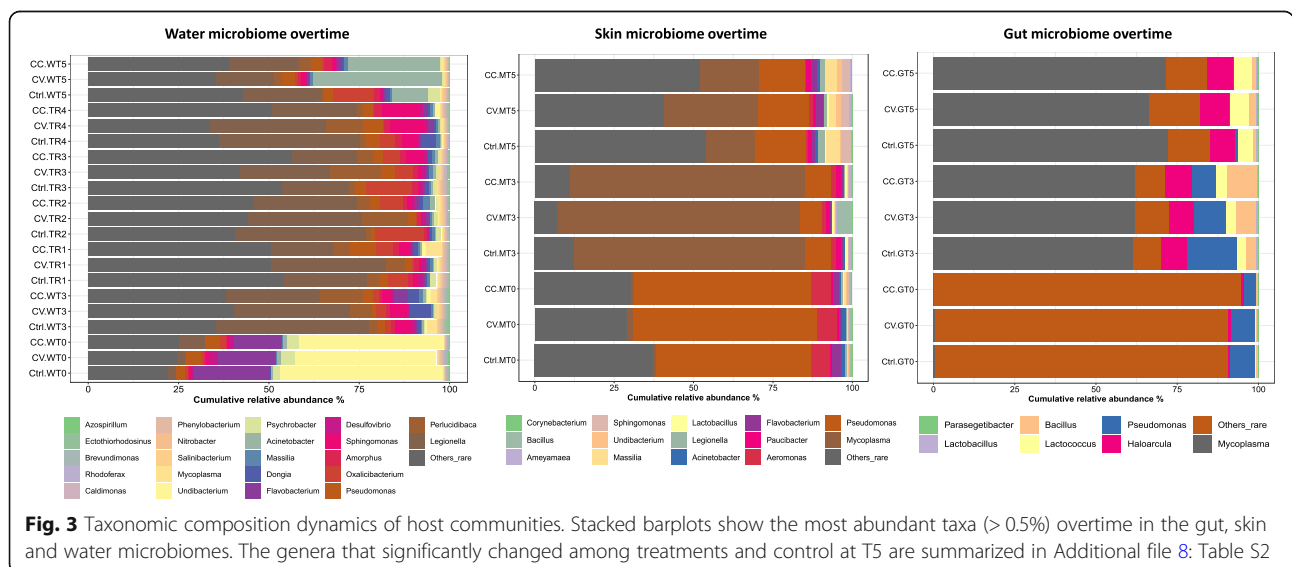 Water microbiome overtime
CC.WT5
CV.WT5
Ctrl.WT5
CC.TR4
CV.TR4
Ctrl.TR4
CC.TR3
CV.TR3
Ctrl.TR3
CC.TR2
CV.TR2
Ctrl.TR2
CC.TR1
CV.TR1
Ctrl.TR1
CC.WT3
CV.WT3
Ctrl.WT3
CC.WT0
CV.WT0
Ctrl.WT0
0 25 50 75 100
Cumulative relative abundance %
Azospirillum Phenylobacterium Psychrobacter Desulfovibrio Perlucidibaca
Ectothiorhodosinus Nitrobacter Acinetobacter Sphingomonas Legionella
Brevundimonas Salinibacterium Massilia Amorphus Others_rare
Rhodoferax Mycoplasma Dongia Oxalicibacterium
Caldimonas Undibacterium Flavobacterium Pseudomonas
Skin microbiome overtime
CC.MT5
CV.MT5
Ctrl.MT5
CC.MT3
CV.MT3
Ctrl.MT3
CC.MT0
CV.MT0
Ctrl.MT0
0 25 50 75 100
Cumulative relative abundance %
Corynebacterium Sphingomonas Lactobacillus Flavobacterium Pseudomonas
Bacillus Undibacterium Legionella Paucibacter Mycoplasma
Ameyamaea Massilia Acinetobacter Aeromonas Others_rare
Gut microbiome overtime
CC.GT5
CV.GT5
Ctrl.GT5
CC.GT3
CV.GT3
Ctrl.GT3
CC.GT0
CV.GT0
Ctrl.GT0
0 25 50 75 100
Cumulative relative abundance %
Parasegetibacter Bacillus Pseudomonas Others_rare
Lactobacillus Lactococcus Haloarcula Mycoplasma
Fig. 3 Taxonomic composition dynamics of host communities. Stacked barplots show the most abundant taxa (> 0.5%) overtime in the gut, skin
and water microbiomes. The genera that significantly changed among treatments and control at T5 are summarized in Additional file 8: Table S2